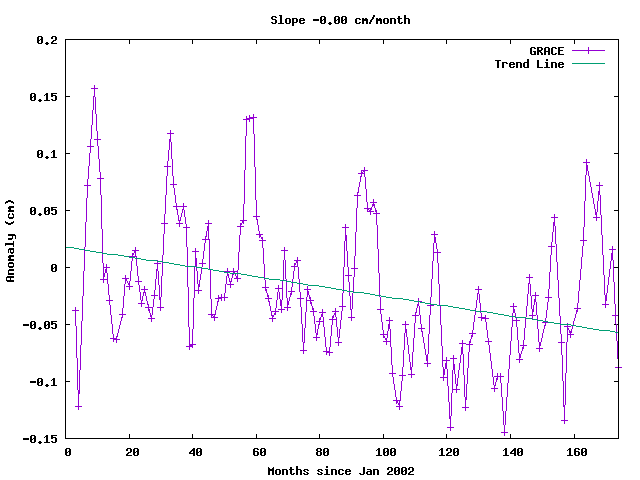 Slope -0.00 cm/month
GRACE
Trend Line
Anomaly (cm)
0.2
0.15
0.1
0.05
0
-0.05
-0.1
-0.15
0 20 40 60 80 100 120 140 160
Months since Jan 2002